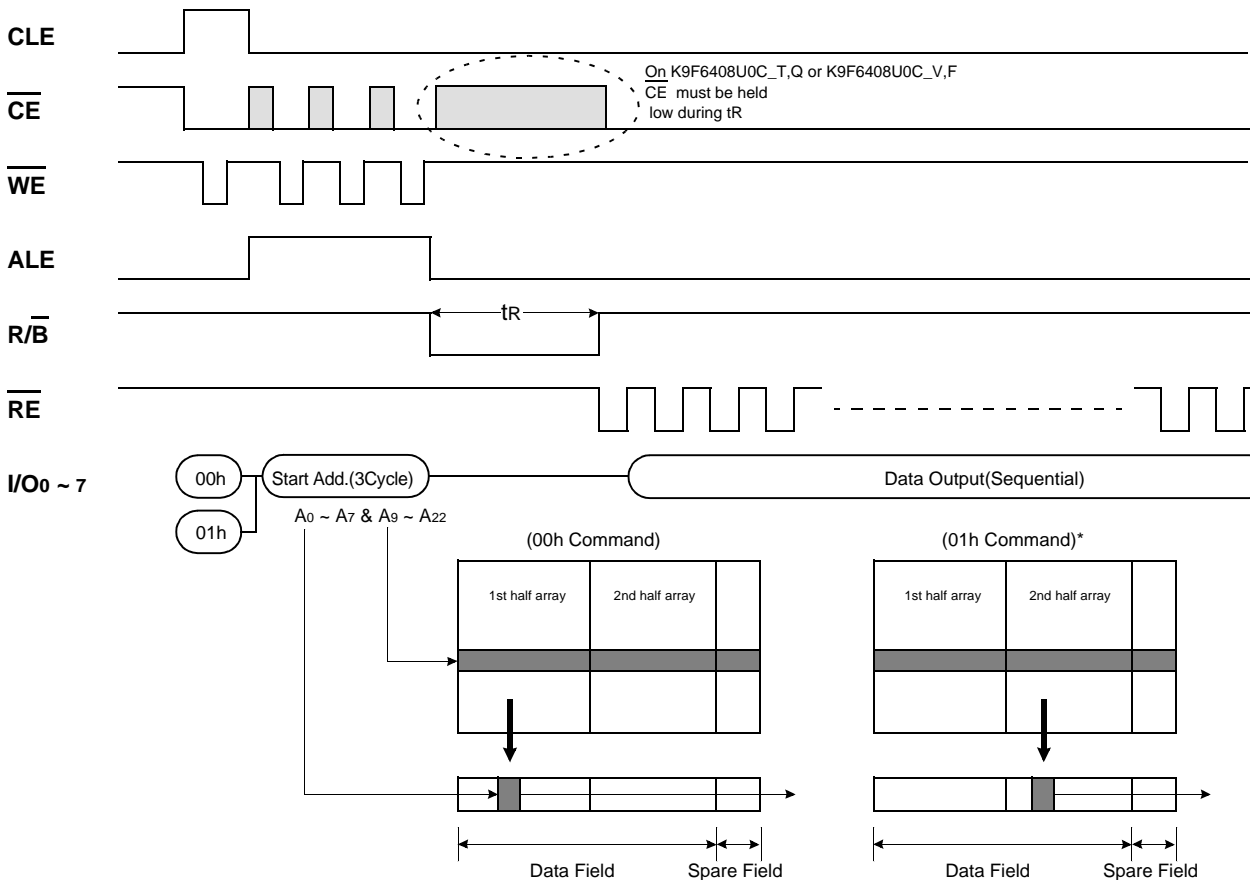 CLE
On K9F6408U0C_T,Q or K9F6408U0C_V,F
CE must be held
low during tR
CE
WE
ALE
R/B
tR
RE
I/O0 ~ 7
00h
Start Add.(3Cycle)
Data Output(Sequential)
01h
A0 ~ A7 & A9 ~ A22
(00h Command)
(01h Command)*
1st half array
2nd half array
1st half array
2nd half array
Data Field
Spare Field
Data Field
Spare Field